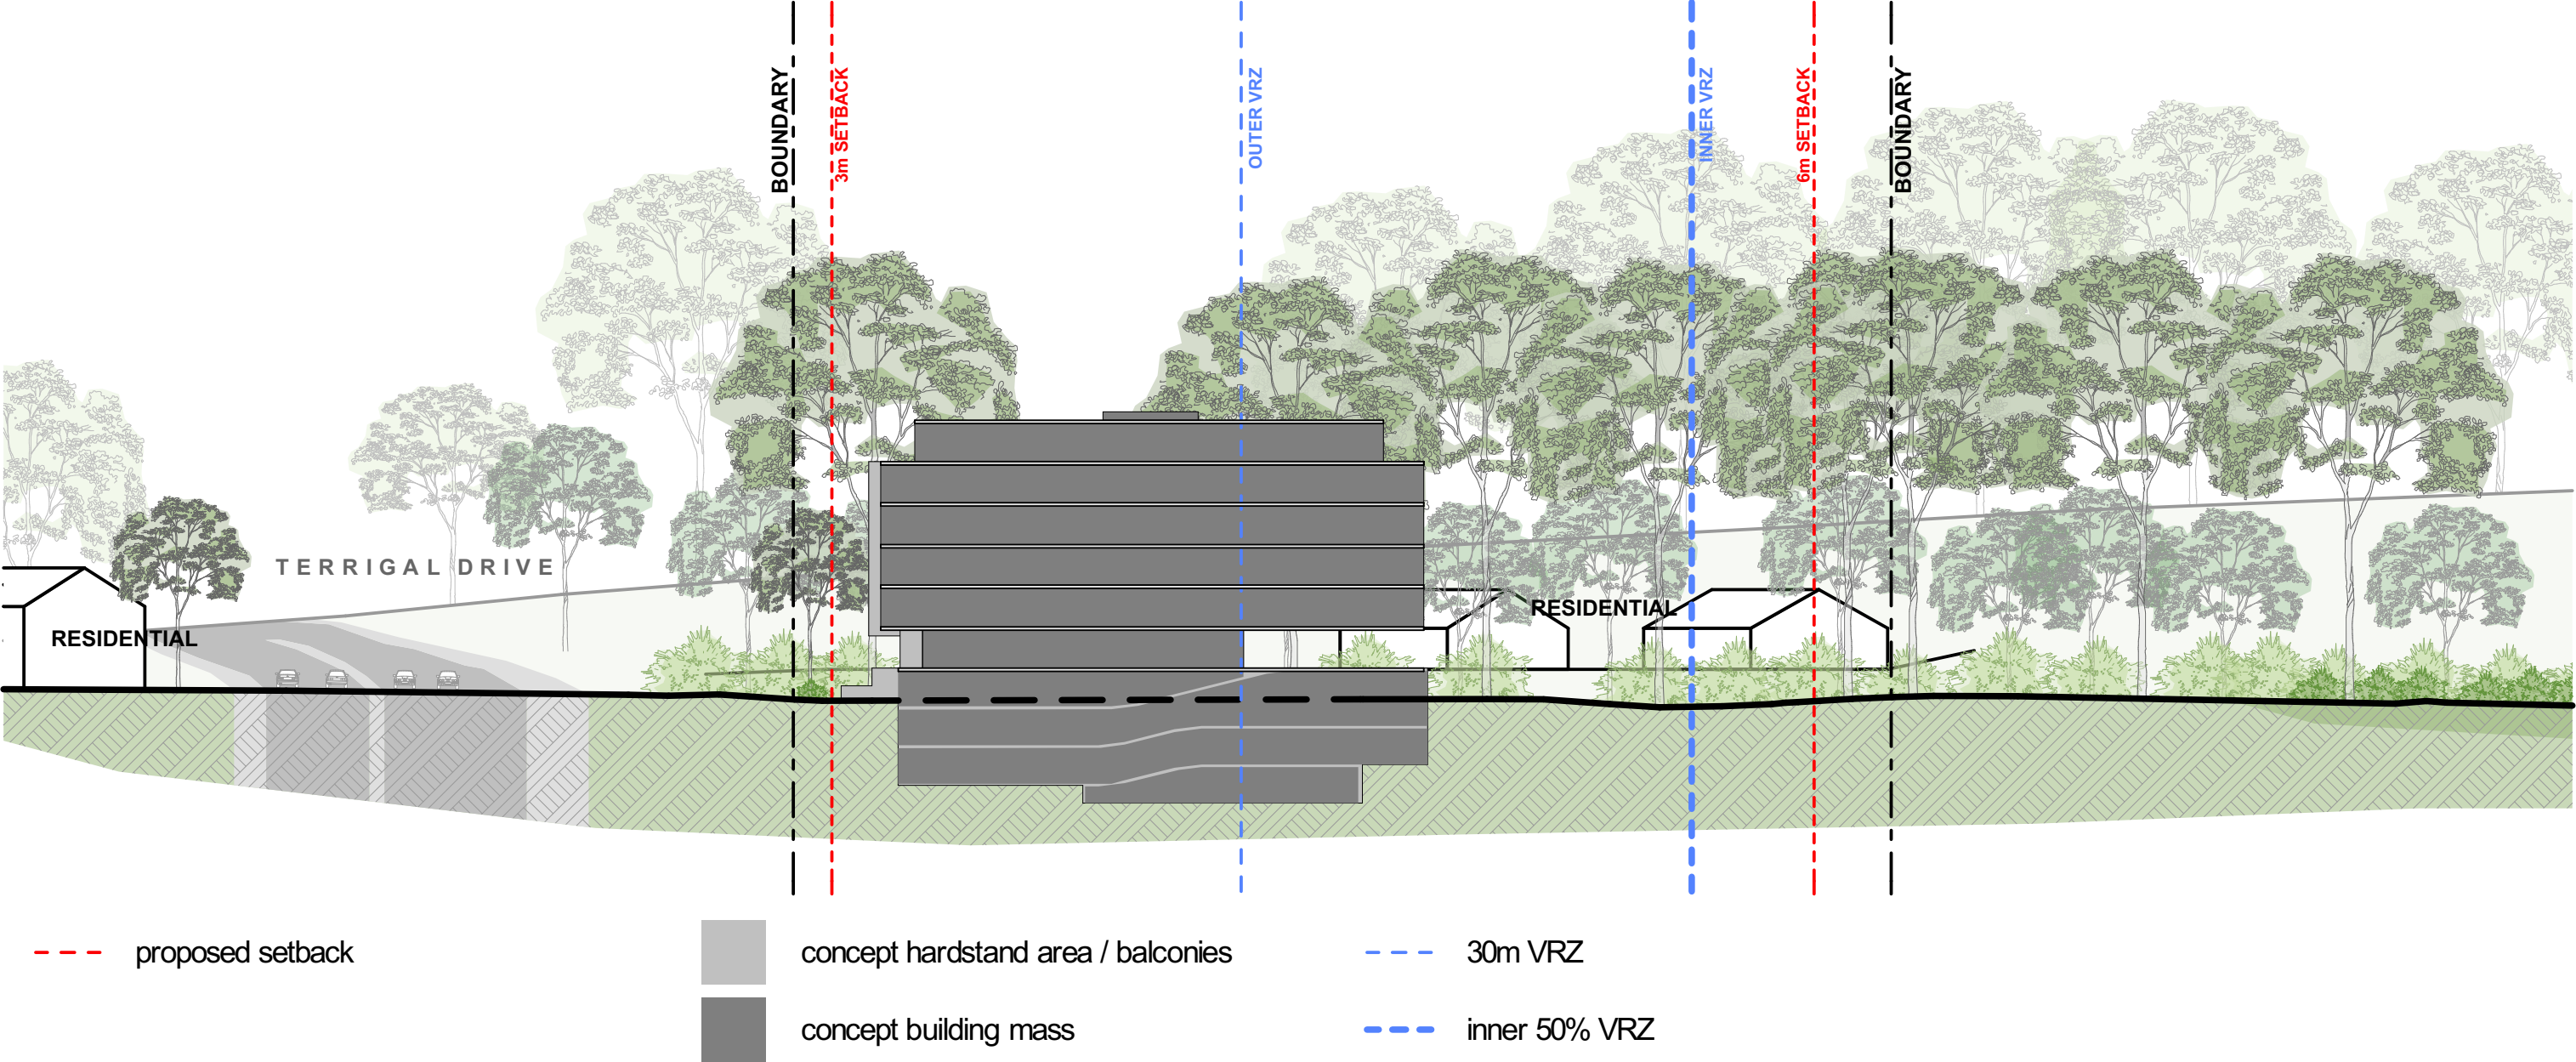 BOUNDARY
3m SETBACK
OUTER VRZ
INNER VRZ
6m SETBACK
BOUNDARY
TERRIGAL DRIVE
RESIDENTIAL
RESIDENTIAL
proposed setback
concept hardstand area / balconies
30m VRZ
concept building mass
inner 50% VRZ